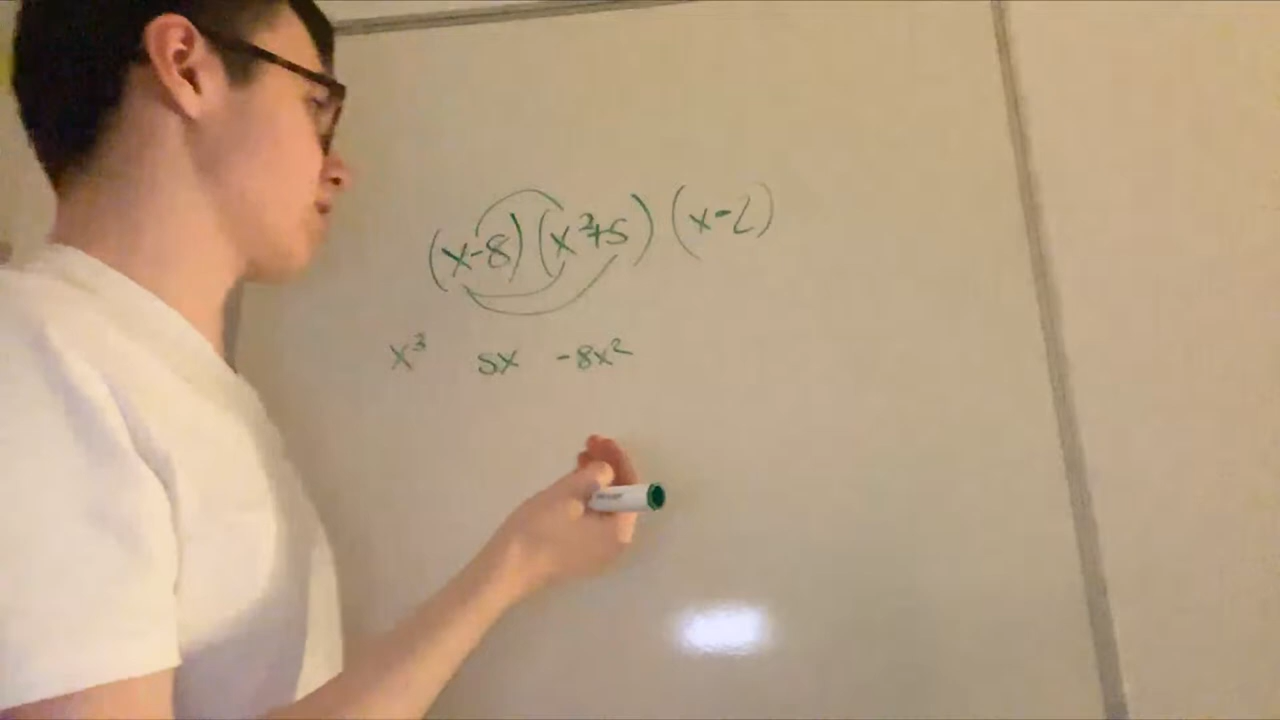 (x-8)(x²+5)(x-2)
x³ 5x -8x²